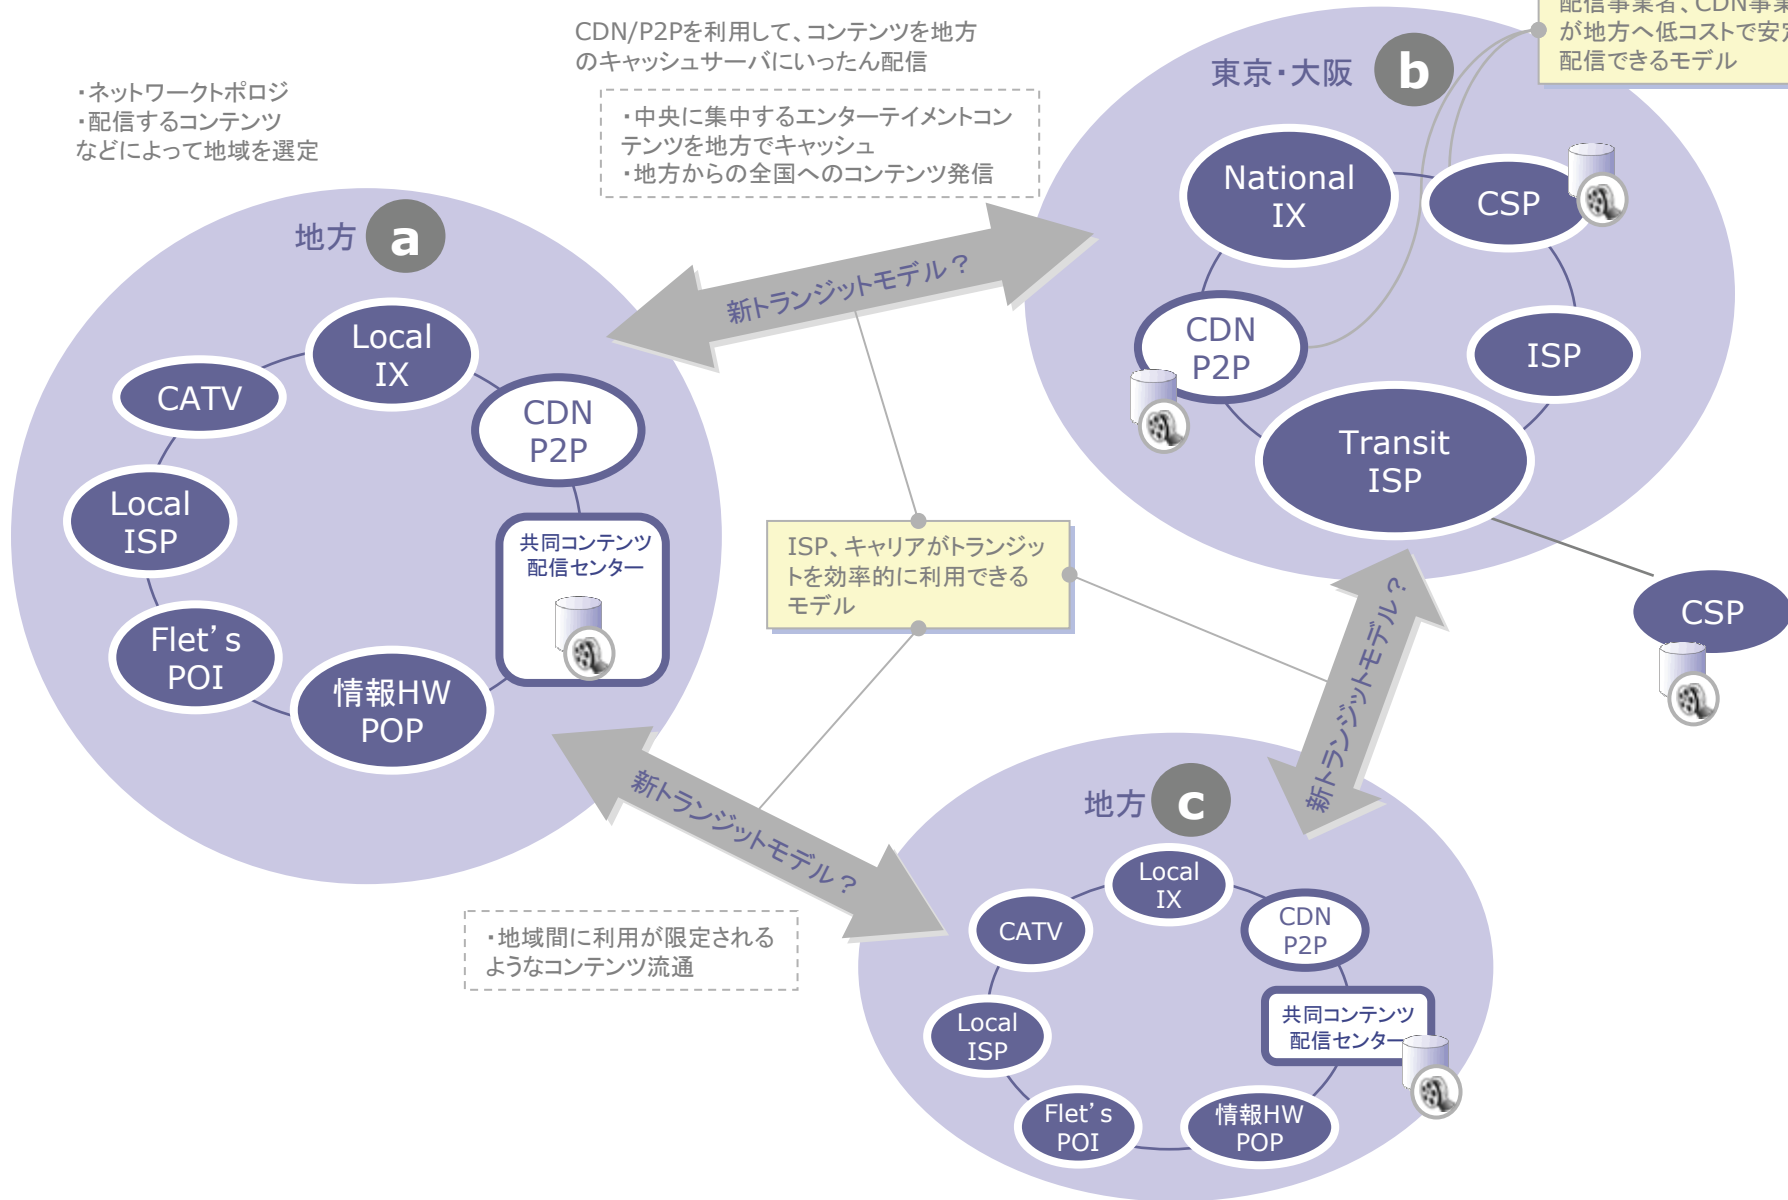 CDN/P2Pを利用して、コンテンツを地方
のキャッシュサーバにいったん配信
・ネットワークトポロジ
・配信するコンテンツ
などによって地域を選定
・中央に集中するエンターテイメントコン
テンツを地方でキャッシュ
・地方からの全国へのコンテンツ発信
配信事業者、CDN事業
が地方へ低コストで安定
配信できるモデル
東京・大阪
b
National
IX
CSP
CDN
P2P
ISP
Transit
ISP
CSP
地方
a
Local
IX
CATV
CDN
P2P
Local
ISP
共同コンテンツ
配信センター
Flet's
POI
情報HW
POP
新トランジットモデル？
ISP、キャリアがトランジッ
トを効率的に利用できる
モデル
新トランジットモデル？
新トランジットモデル？
・地域間に利用が限定される
ようなコンテンツ流通
地方
c
Local
IX
CATV
CDN
P2P
Local
ISP
共同コンテンツ
配信センター
Flet's
POI
情報HW
POP